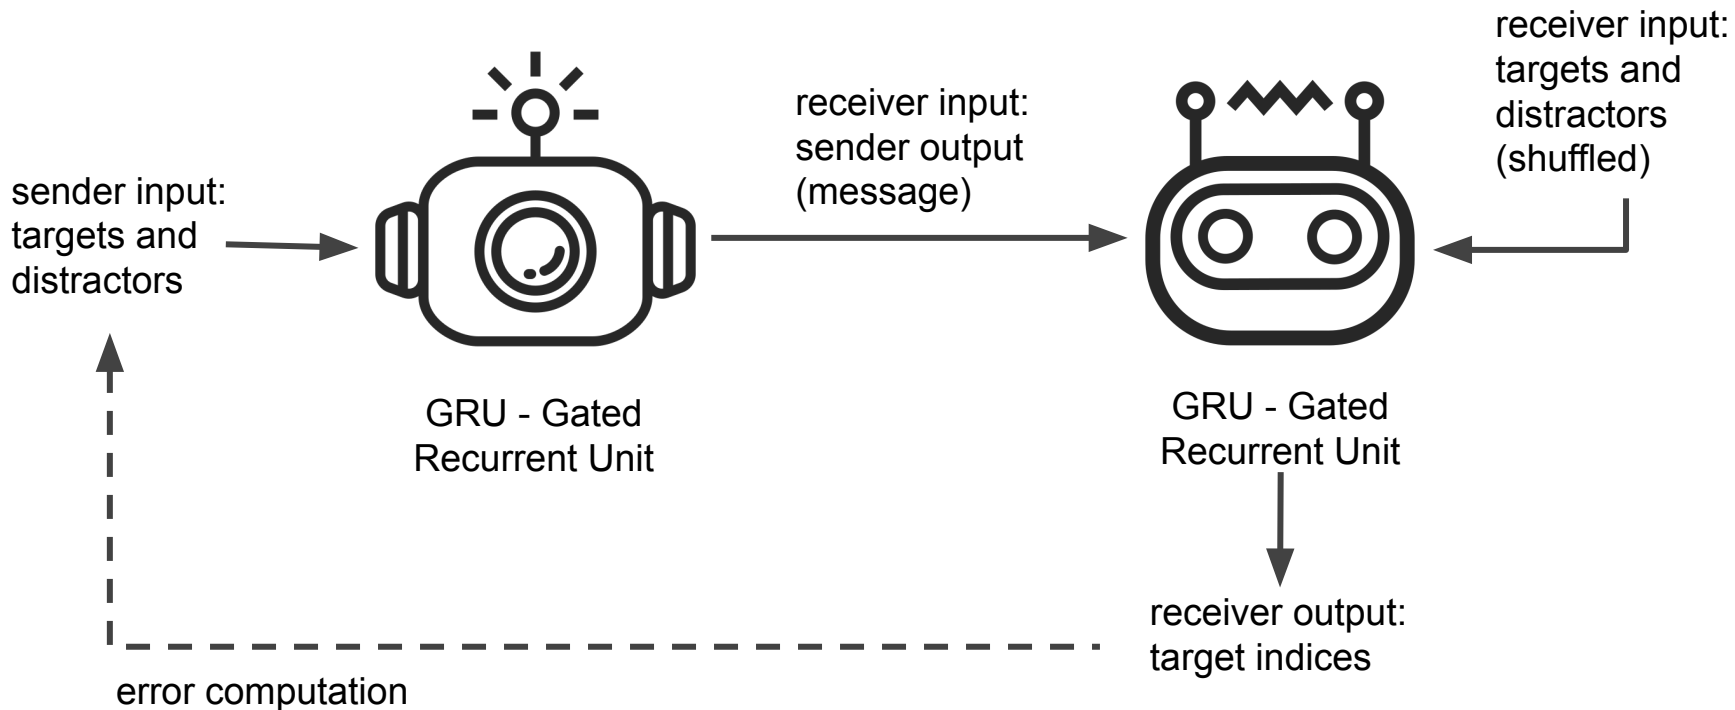 sender input:
targets and
distractors
receiver input:
sender output
(message)
receiver input:
targets and
distractors
(shuffled)
GRU - Gated
Recurrent Unit
GRU - Gated
Recurrent Unit
receiver output:
target indices
error computation